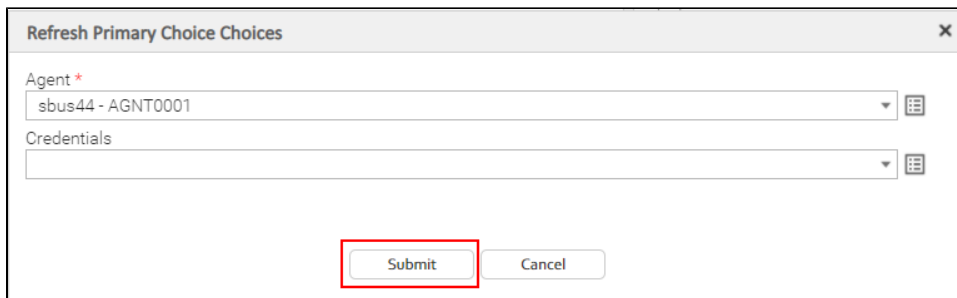 Refresh Primary Choice Choices
Agent *
sbus44 - AGNT0001
Credentials
Submit Cancel